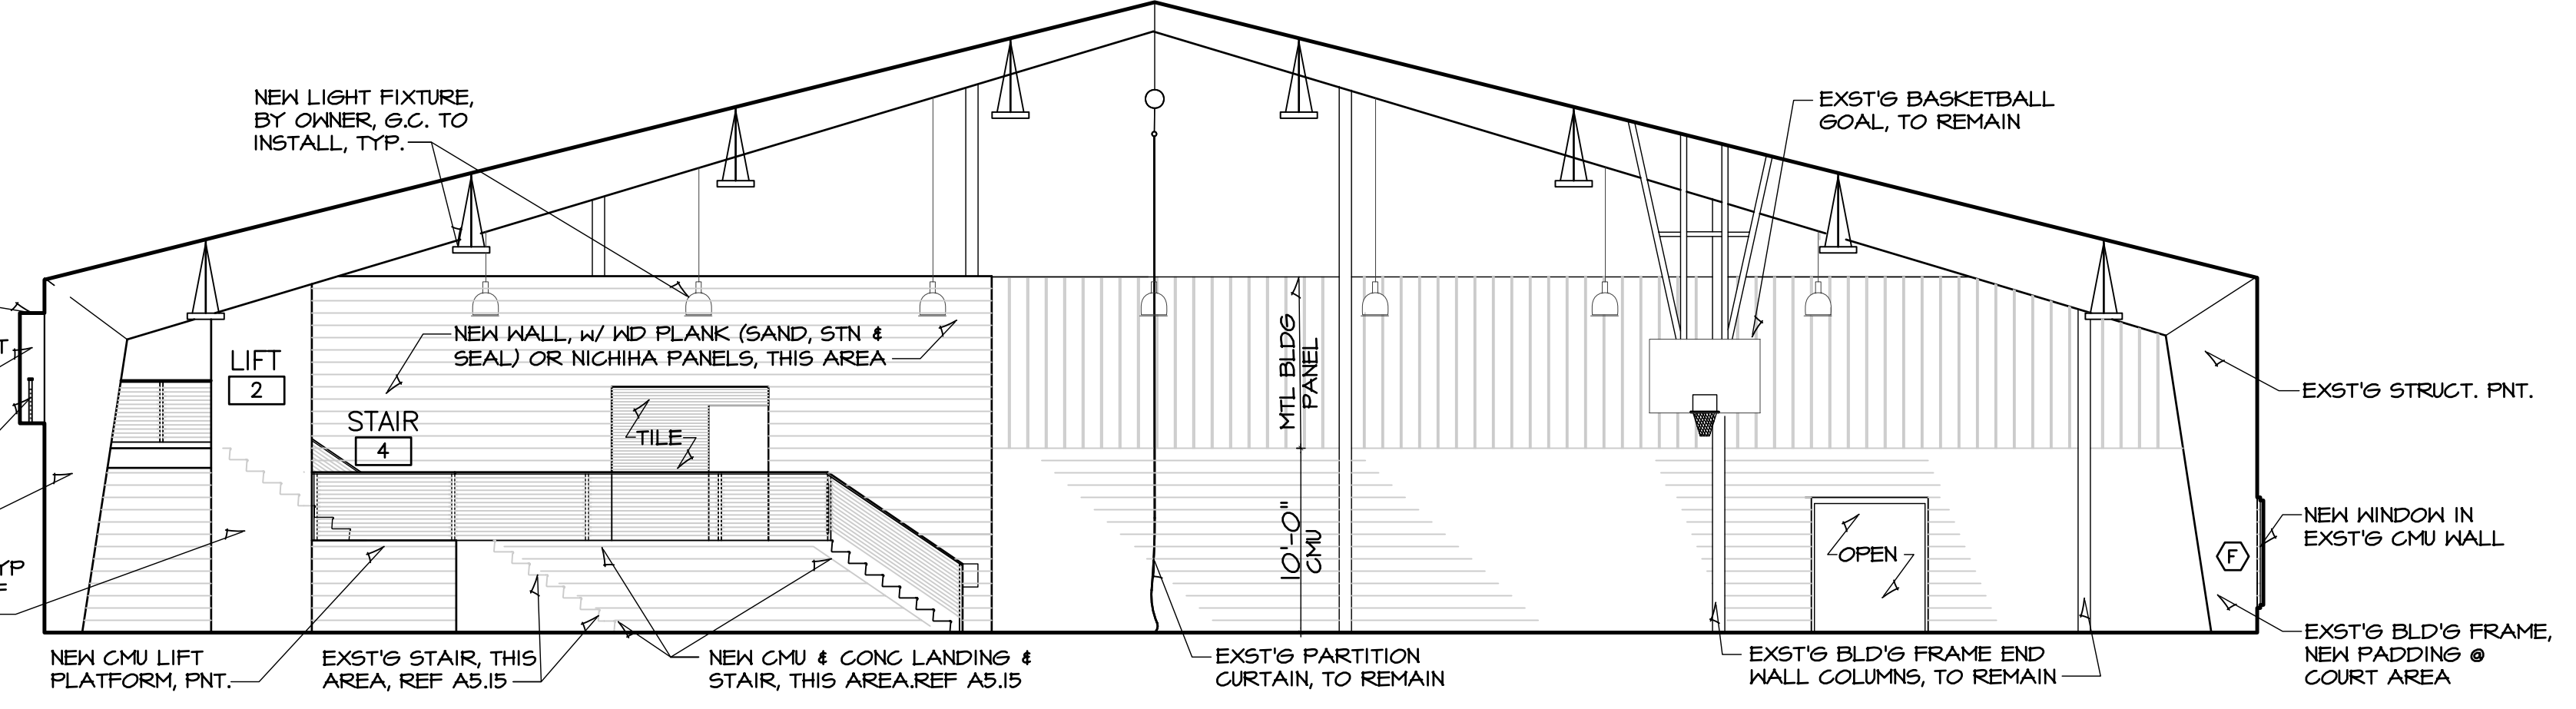 NEW LIGHT FIXTURE,
BY OWNER, G.C. TO
INSTALL, TYP.
EXST'G BASKETBALL
GOAL, TO REMAIN
NEW WALL, w/ WD PLANK (SAND, STN &
SEAL) OR NICHIHA PANELS, THIS AREA
LIFT
2
STAIR
4
TILE
MTL BLDG
PANEL
10'-0"
CMU
OPEN
EXST'G STRUCT. PNT.
NEW WINDOW IN
EXST'G CMU WALL
F
EXST'G BLD'G FRAME,
NEW PADDING @
COURT AREA
T
YP
F
NEW CMU LIFT
PLATFORM, PNT.
EXST'G STAIR, THIS
AREA, REF A5.15
NEW CMU & CONC LANDING &
STAIR, THIS AREA.REF A5.15
EXST'G PARTITION
CURTAIN, TO REMAIN
EXST'G BLD'G FRAME END
WALL COLUMNS, TO REMAIN